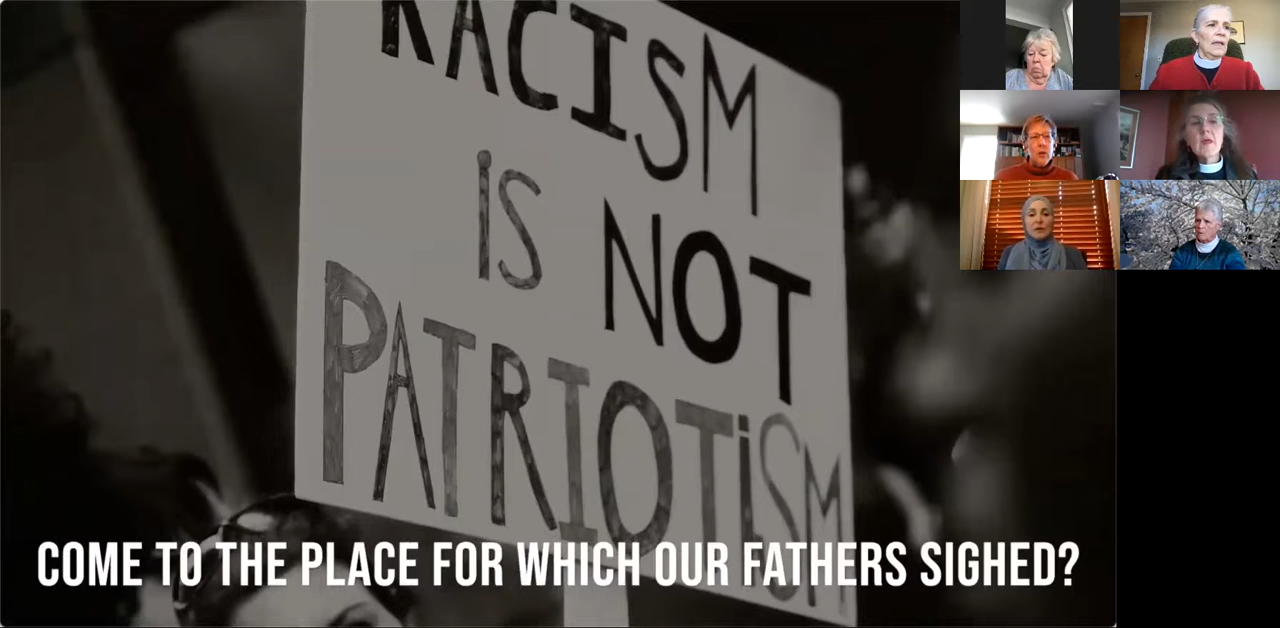 RACISM
iS NOT
PATRIOTiSM
COME TO THE PLACE FOR WHICH OUR FATHERS SIGHED?